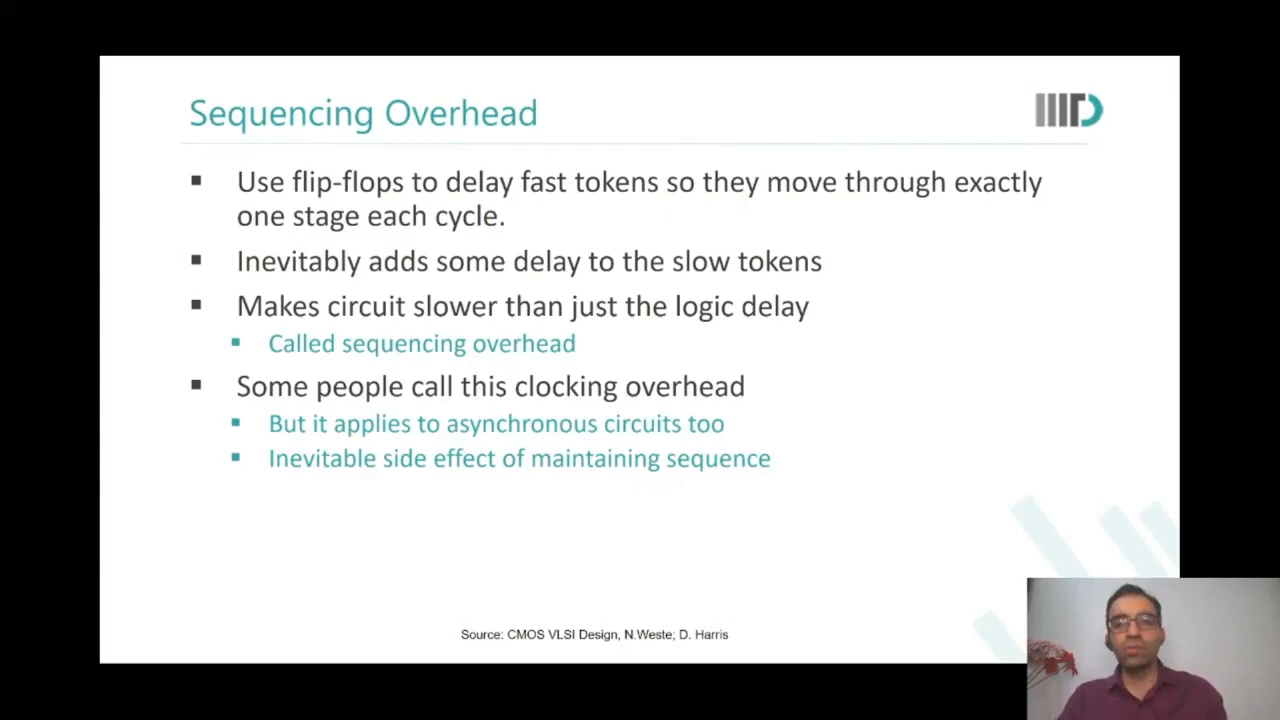 Sequencing Overhead
IIITD
Use flip-flops to delay fast tokens so they move through exactly
one stage each cycle.
Inevitably adds some delay to the slow tokens
Makes circuit slower than just the logic delay
Called sequencing overhead
Some people call this clocking overhead
But it applies to asynchronous circuits too
Inevitable side effect of maintaining sequence
Source: CMOS VLSI Design, N.Weste; D. Harris